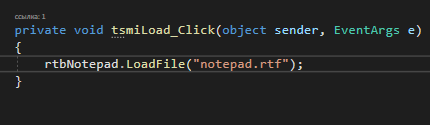 ссылка: 1
private void tsmiLoad_Click(object sender, EventArgs e)
{
rtbNotepad.LoadFile("notepad.rtf");
}